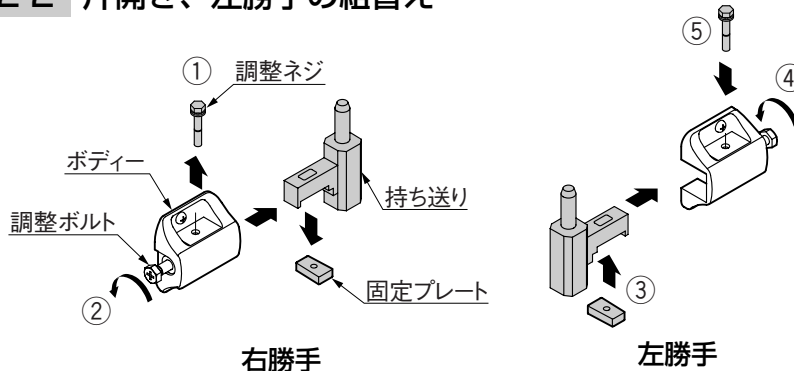 片開き、左勝手の組替え
① 調整ネジ
ボディー
調整ボルト
②
持ち送り
固定プレート
右勝手
⑤
④
③
左勝手